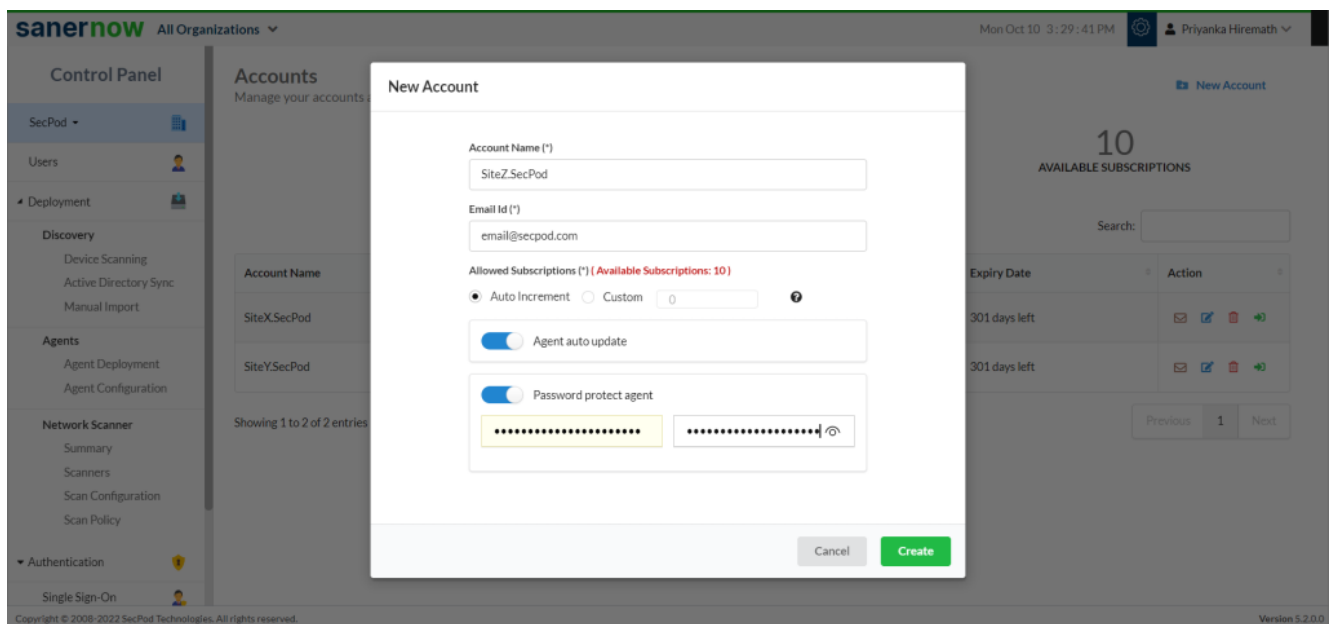 sanernow All Organizations Mon Oct 10 3:29:41 PM Priyanka Hiremath
Control Panel
SecPod
Users
Deployment
Discovery
Device Scanning
Active Directory Sync
Manual Import
Agents
Agent Deployment
Agent Configuration
Network Scanner
Summary
Scanners
Scan Configuration
Scan Policy
Authentication
Single Sign-On
Accounts
Manage your accounts
New Account
10
AVAILABLE SUBSCRIPTIONS
Search:
Account Name Expiry Date Action
SiteX.SecPod 301 days left
SiteY.SecPod 301 days left
Showing 1 to 2 of 2 entries Previous 1 Next
New Account
Account Name (*)
SiteZ.SecPod
Email Id (*)
email@secpod.com
Allowed Subscriptions (*) ( Available Subscriptions: 10 )
Auto Increment Custom 0
Agent auto update
Password protect agent
Cancel Create
Copyright © 2008-2022 SecPod Technologies. All rights reserved. Version 5.2.0.0